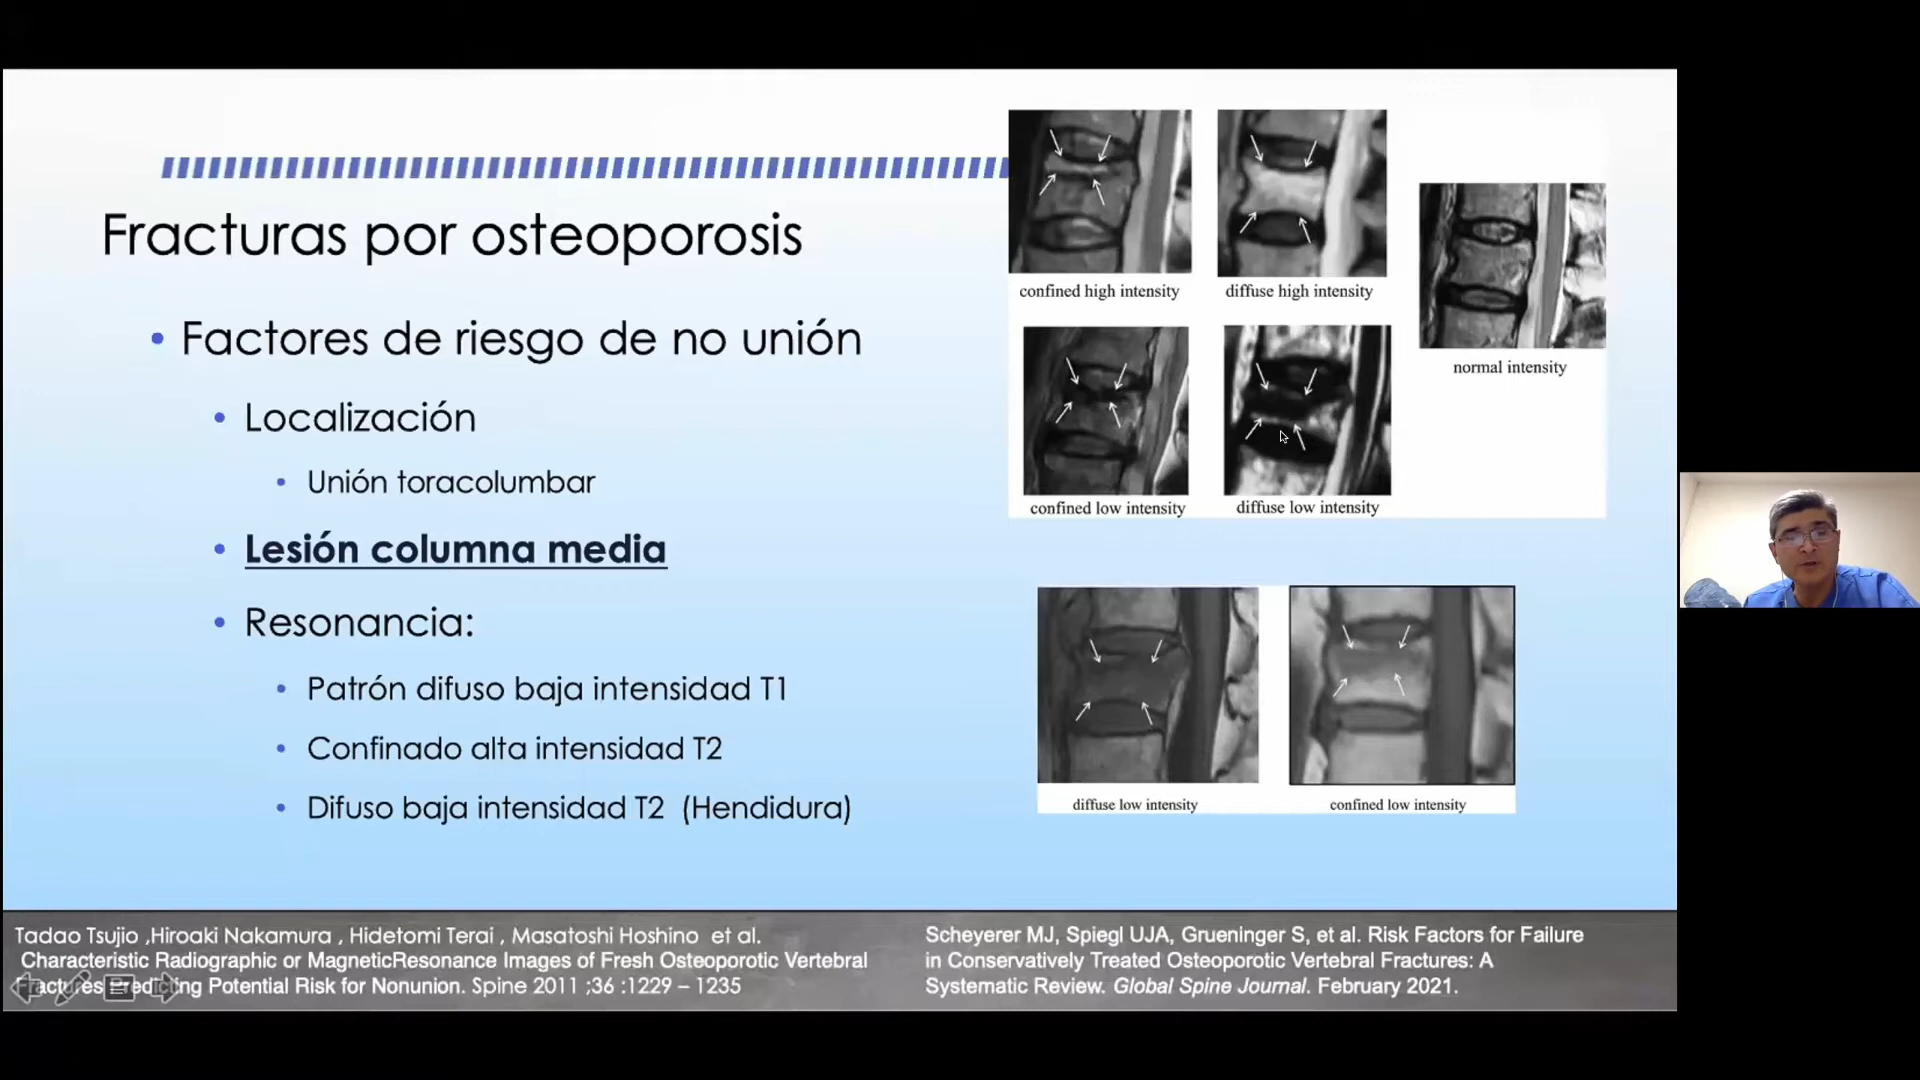 Fracturas por osteoporosis
• Factores de riesgo de no unión
• Localización
• Unión toracolumbar
• Lesión columna media
• Resonancia:
• Patrón difuso baja intensidad T1
• Confinado alta intensidad T2
• Difuso baja intensidad T2 (Hendidura)
confined high intensity
diffuse high intensity
normal intensity
confined low intensity
diffuse low intensity
diffuse low intensity
confined low intensity
Tadao Tsujio ,Hiroaki Nakamura , Hidetomi Terai , Masatoshi Hoshino et al.
Characteristic Radiographic or MagneticResonance Images of Fresh Osteoporotic Vertebral
Fractures Predicting Potential Risk for Nonunion. Spine 2011 ;36 :1229 – 1235
Scheyerer MJ, Spiegl UJA, Grueninger S, et al. Risk Factors for Failure
in Conservatively Treated Osteoporotic Vertebral Fractures: A
Systematic Review. Global Spine Journal. February 2021.